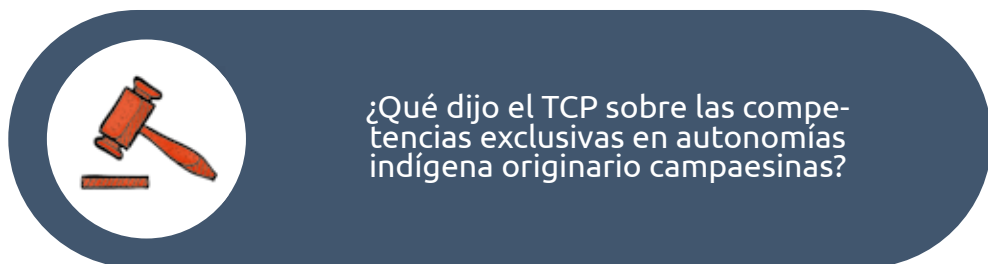 ¿Qué dijo el TCP sobre las compe-
tencias exclusivas en autonomías
indígena originario campaesinas?